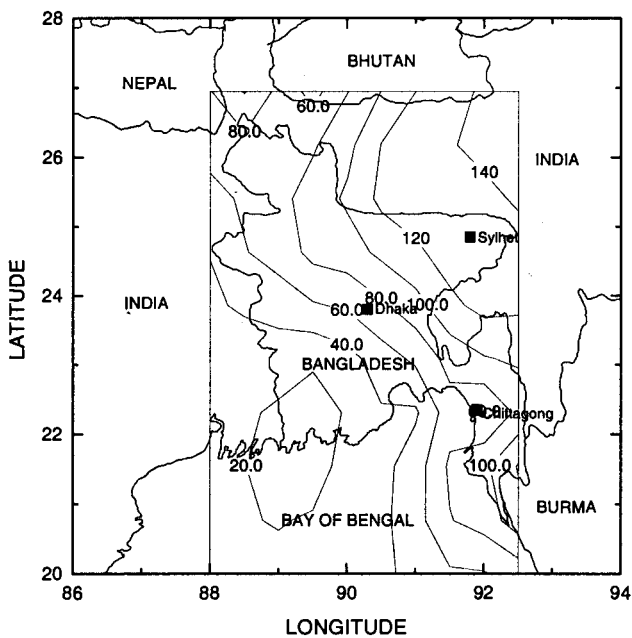 28
BHUTAN
NEPAL
60.0
80.0
26
INDIA
140
120
Sylhet
LATITUDE
24
INDIA
80.0
100.0
60.0
Dhaka
40.0
BANGLADESH
22
Chittagong
20.0
100.0
BURMA
BAY OF BENGAL
20
86
88
90
92
94
LONGITUDE